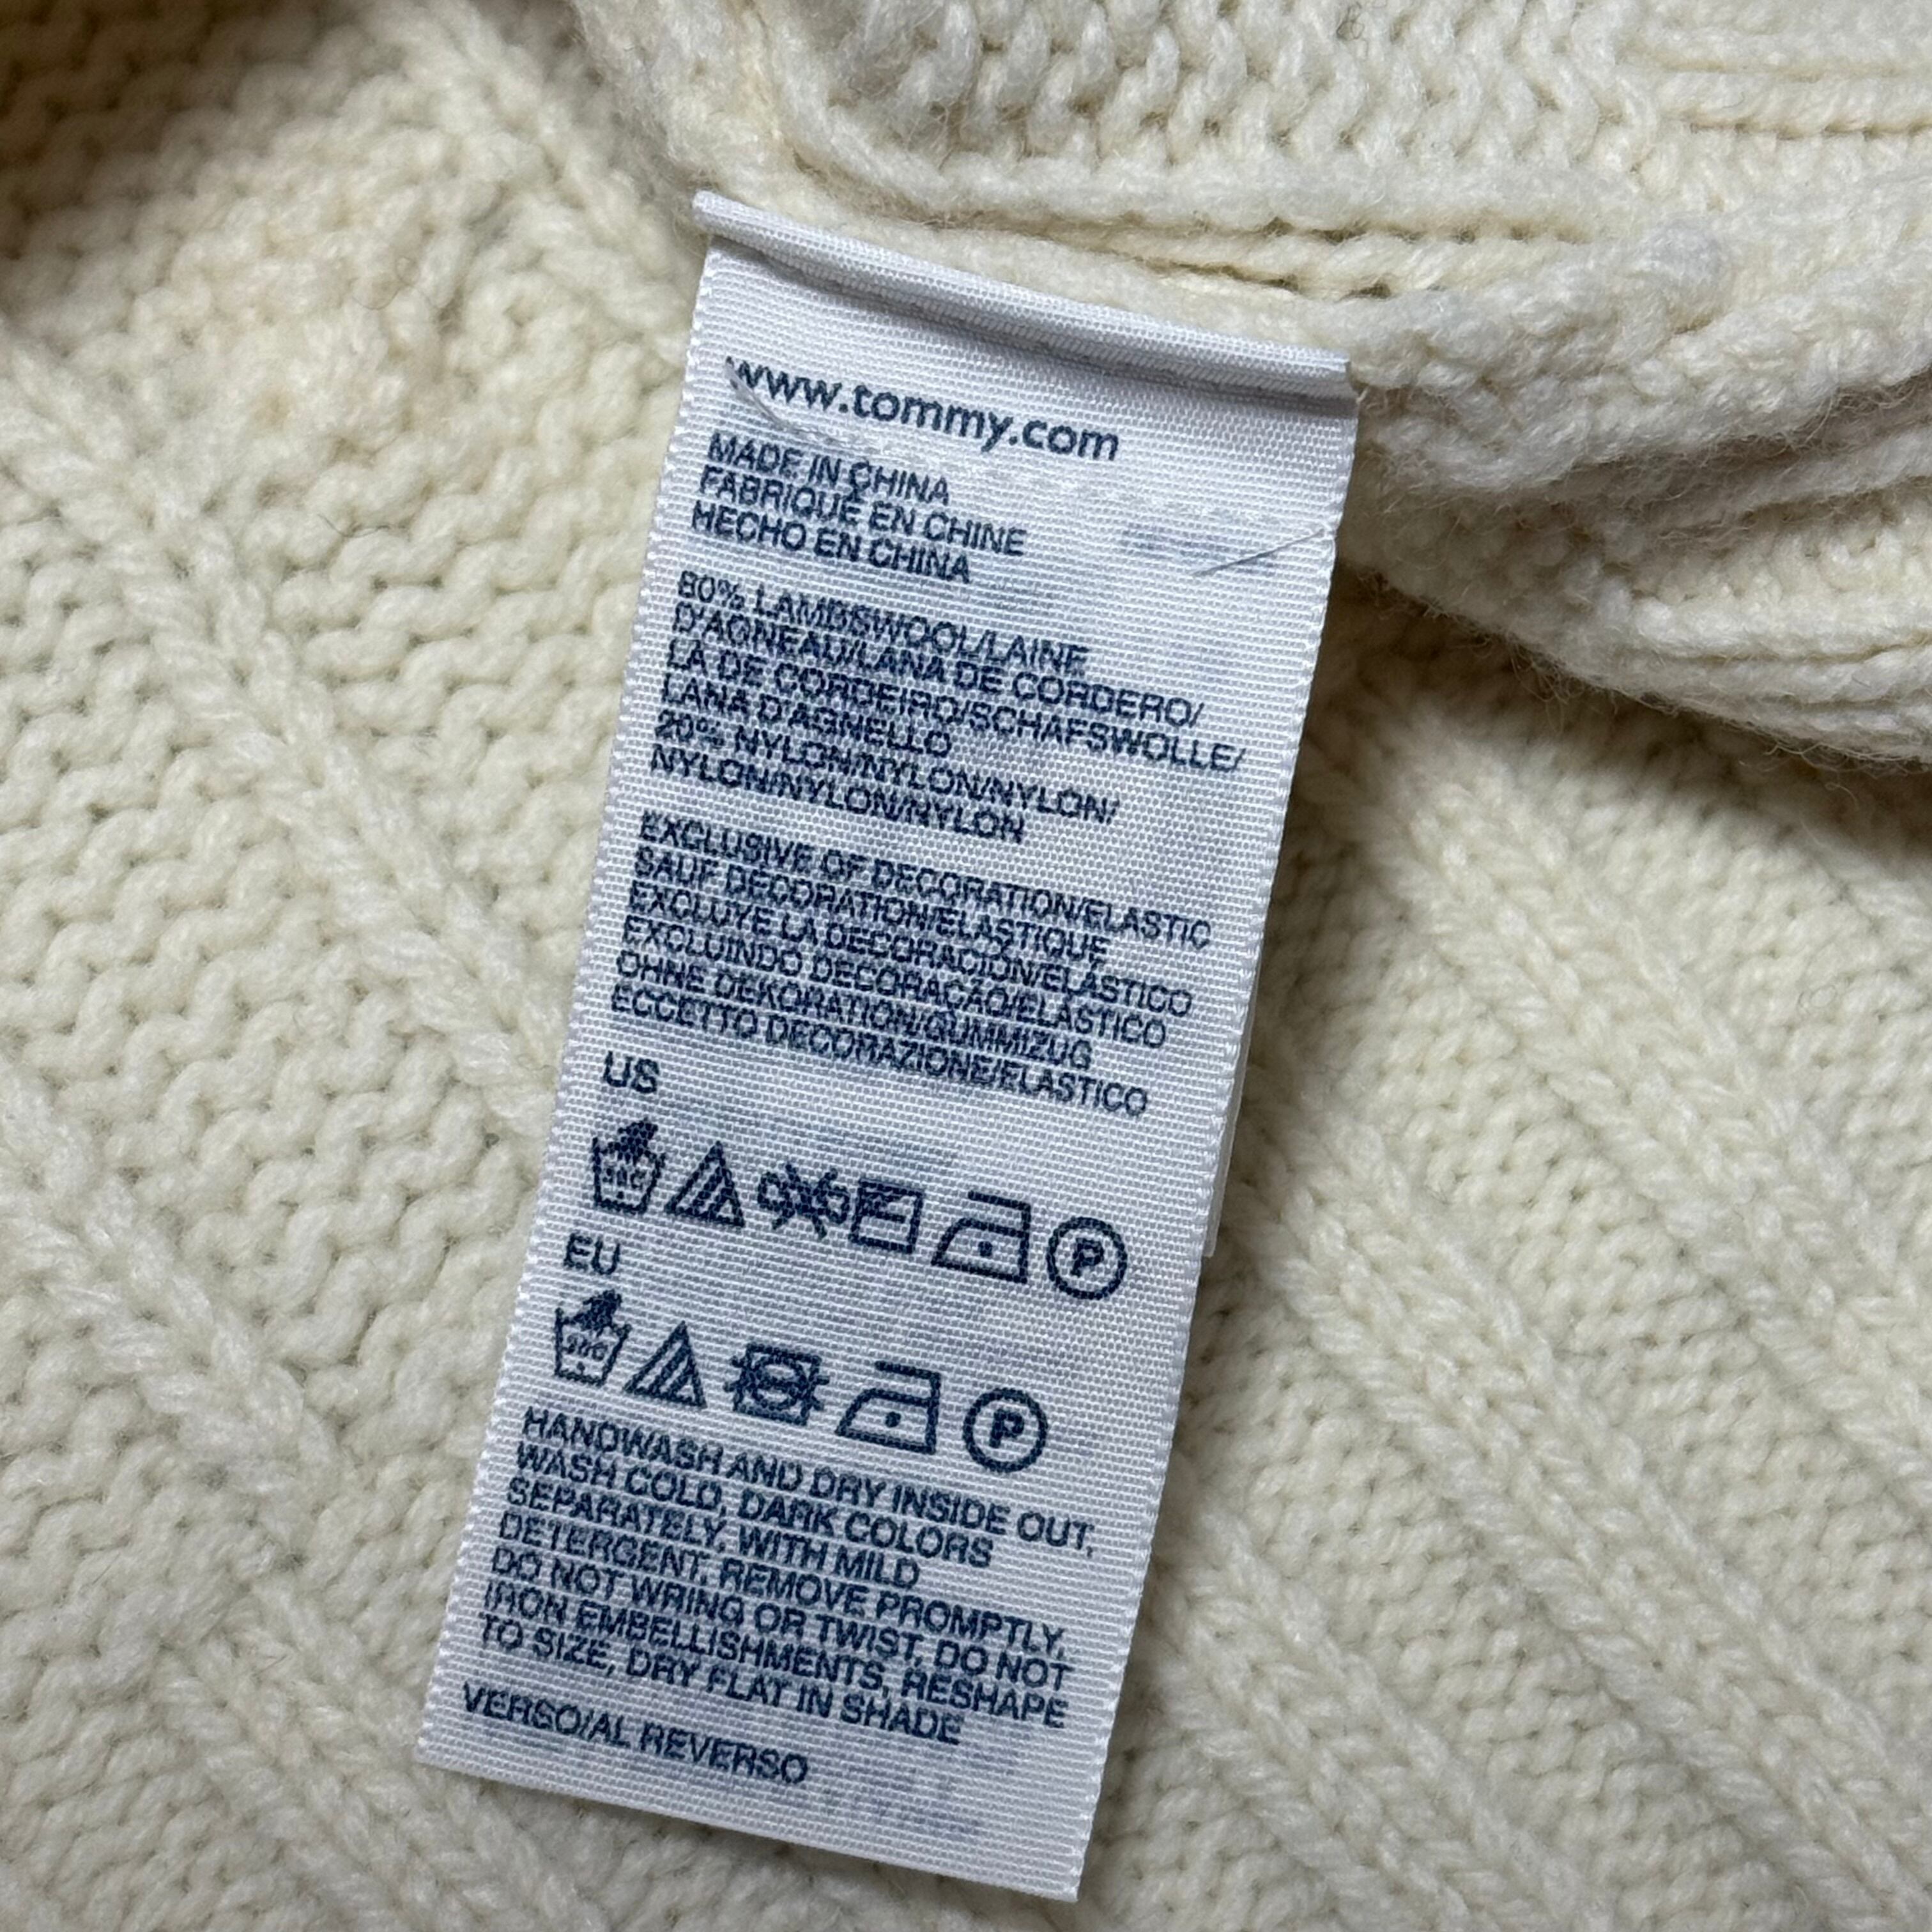 www.tommy.com
MADE IN CHINA
FABRIQUÉ EN CHINE
HECHO EN CHINA
80% LAMBSWOOL/LAINE
D'AGNEAU/LANA DE CORDERO/
LA DE CORDEIRO/SCHAFSWOLLE/
LANA D'AGNELLO
20% NYLON/NYLON/NYLON/
NYLON/NYLON/NYLON
EXCLUSIVE OF DECORATION/ELASTIC
SAUF DÉCORATION/ÉLASTIQUE
EXCLUYE LA DECORACIÓN/ELÁSTICO
EXCLUINDO DECORAÇÃO/ELÁSTICO
OHNE DEKORATION/GUMMIZUG
ECCETTO DECORAZIONE/ELASTICO
US
30C
P
EU
30C
P
HANDWASH AND DRY INSIDE OUT,
WASH COLD, DARK COLORS
SEPARATELY, WITH MILD
DETERGENT, REMOVE PROMPTLY,
DO NOT WRING OR TWIST, DO NOT
IRON EMBELLISHMENTS, RESHAPE
TO SIZE, DRY FLAT IN SHADE
VERSO/AL REVERSO